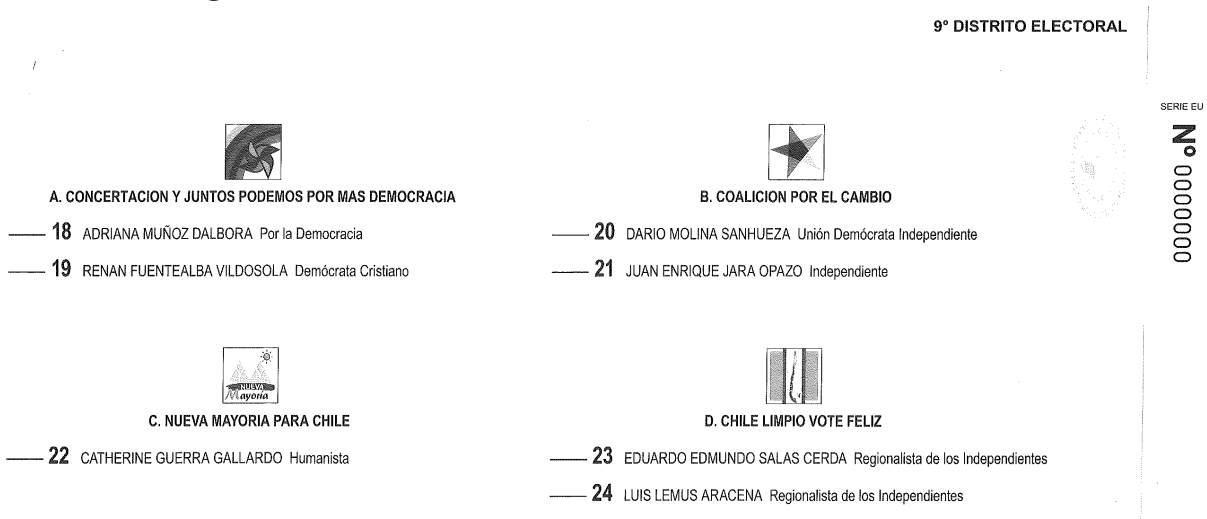 9° DISTRITO ELECTORAL
SERIE EU
Nº 000000
A. CONCERTACION Y JUNTOS PODEMOS POR MAS DEMOCRACIA
18 ADRIANA MUÑOZ DALBORA Por la Democracia
19 RENAN FUENTEALBA VILDOSOLA Demócrata Cristiano
B. COALICION POR EL CAMBIO
20 DARIO MOLINA SANHUEZA Unión Demócrata Independiente
21 JUAN ENRIQUE JARA OPAZO Independiente
NUEVA
Mayoría
C. NUEVA MAYORIA PARA CHILE
22 CATHERINE GUERRA GALLARDO Humanista
D. CHILE LIMPIO VOTE FELIZ
23 EDUARDO EDMUNDO SALAS CERDA Regionalista de los Independientes
24 LUIS LEMUS ARACENA Regionalista de los Independientes